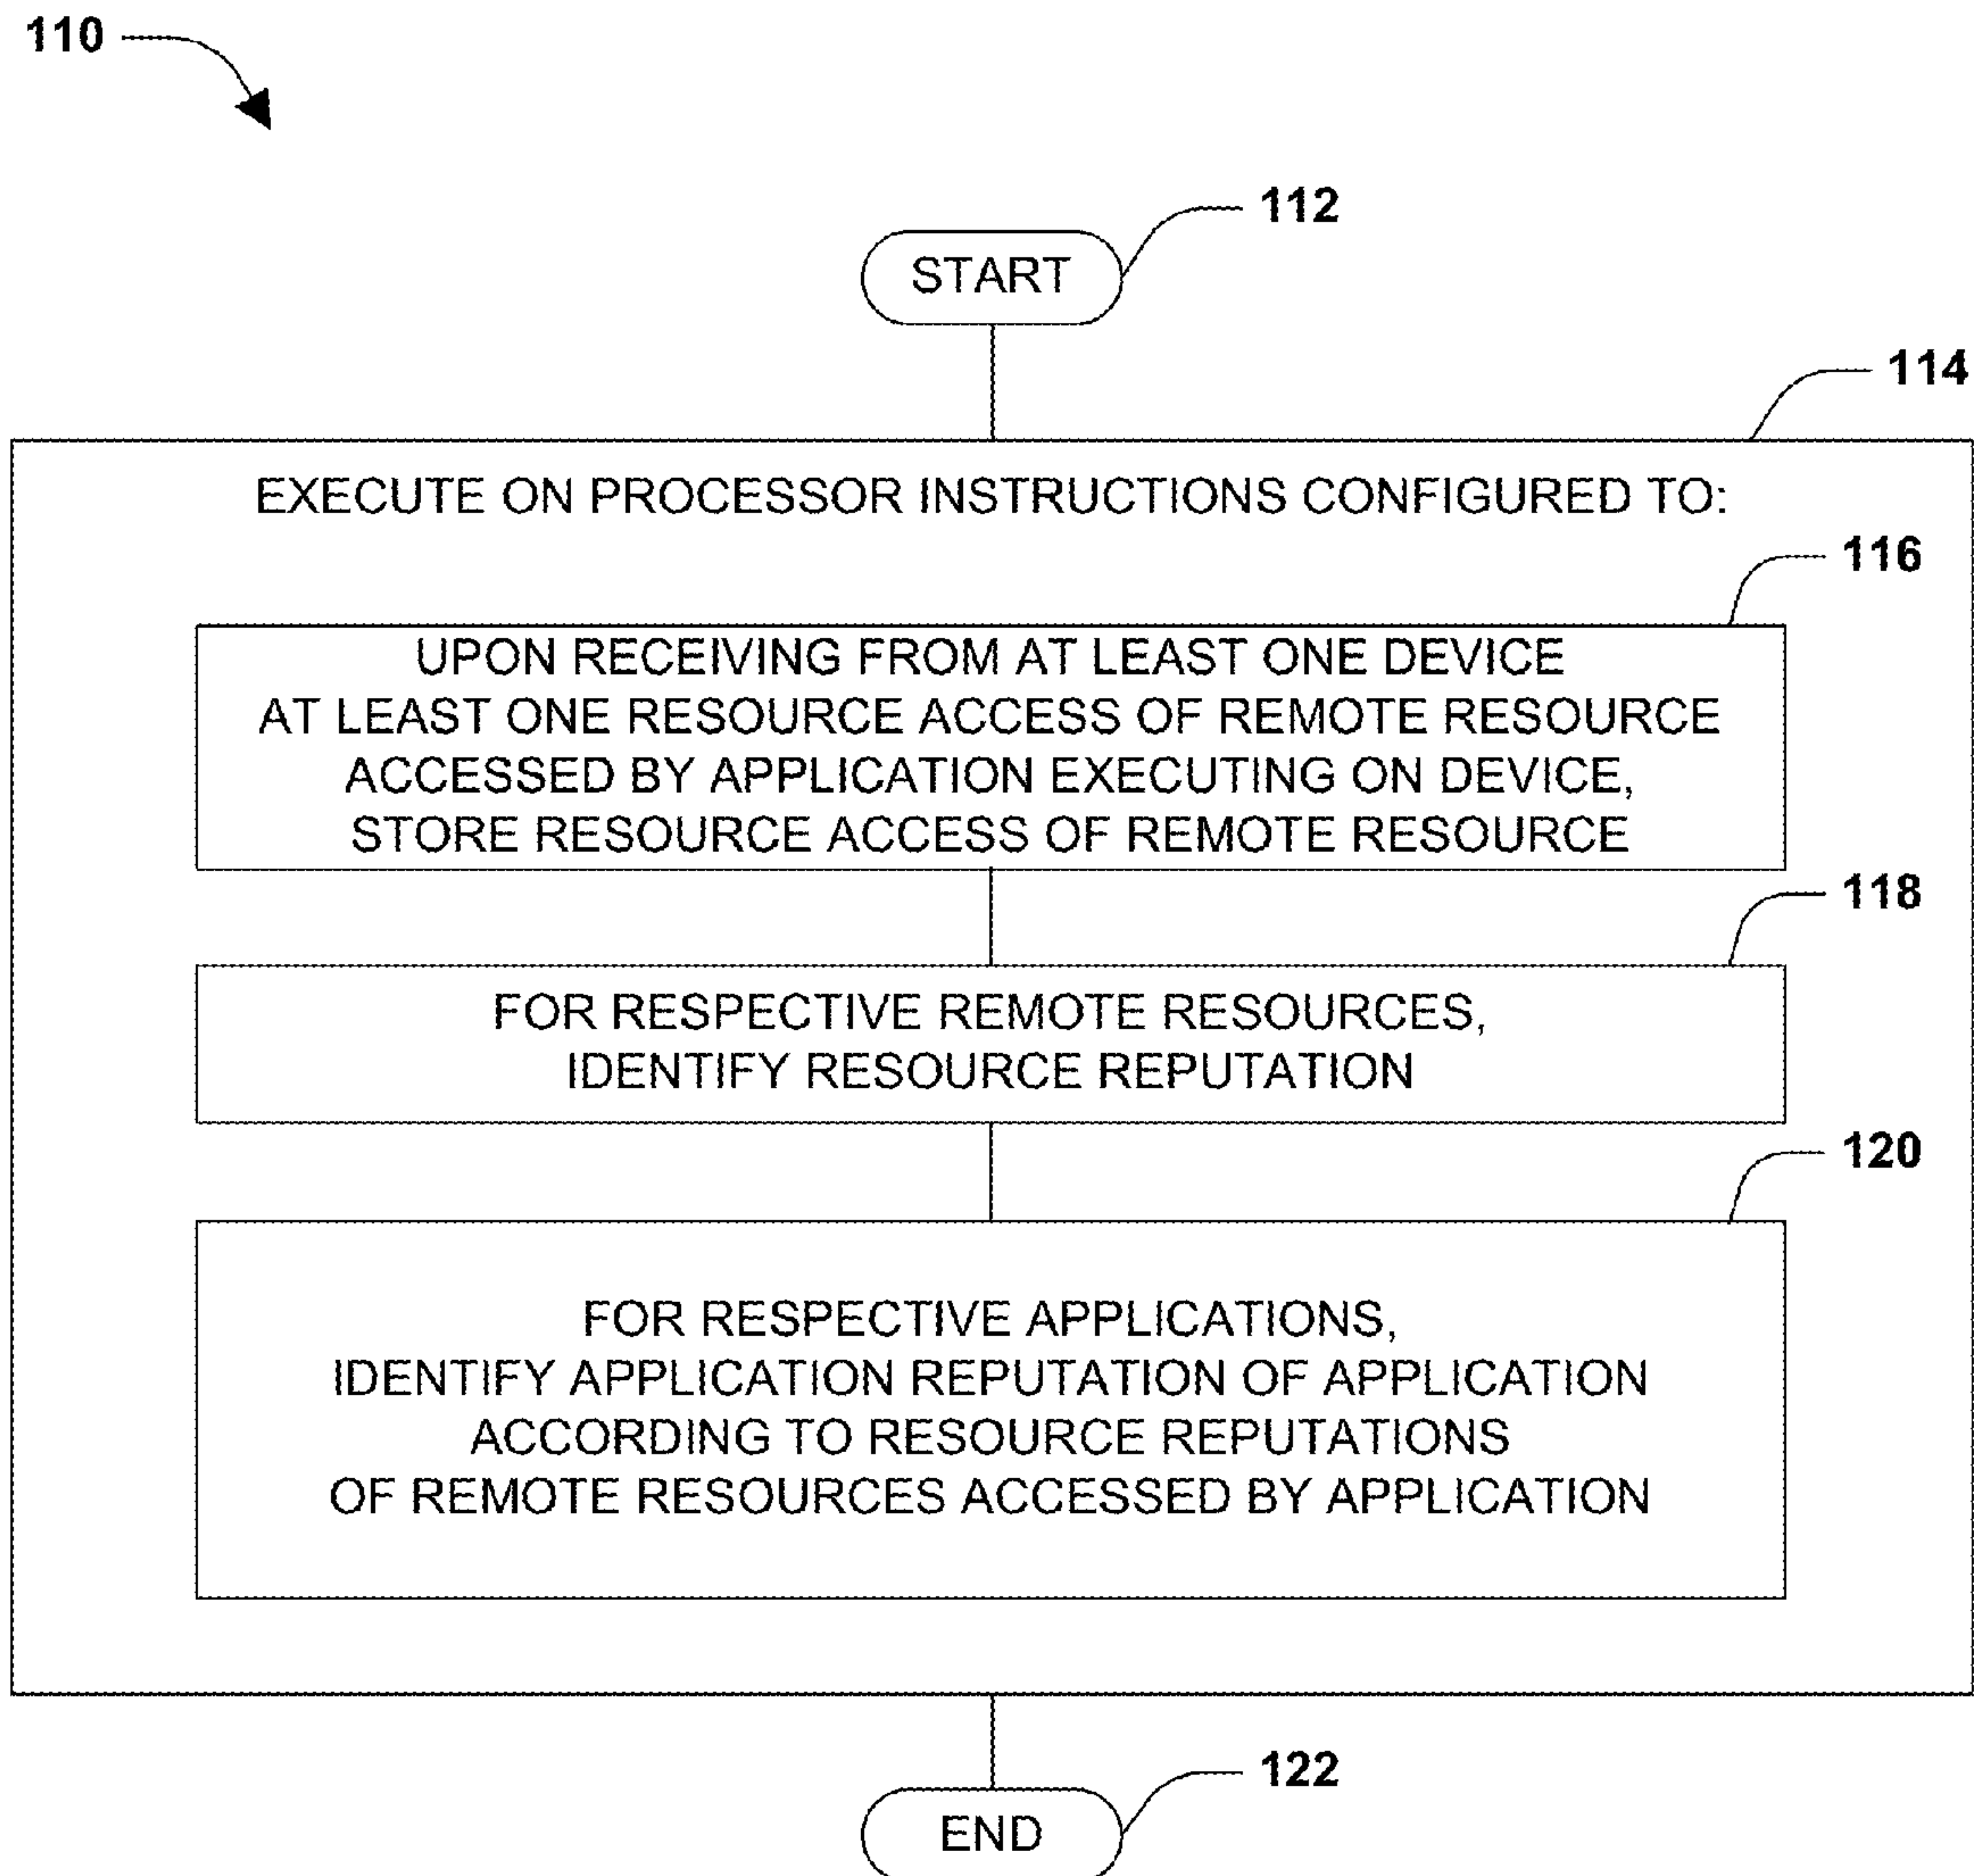 110
112
START
114
EXECUTE ON PROCESSOR INSTRUCTIONS CONFIGURED TO:
116
UPON RECEIVING FROM AT LEAST ONE DEVICE
AT LEAST ONE RESOURCE ACCESS OF REMOTE RESOURCE
ACCESSED BY APPLICATION EXECUTING ON DEVICE,
STORE RESOURCE ACCESS OF REMOTE RESOURCE
118
FOR RESPECTIVE REMOTE RESOURCES,
IDENTIFY RESOURCE REPUTATION
120
FOR RESPECTIVE APPLICATIONS,
IDENTIFY APPLICATION REPUTATION OF APPLICATION
ACCORDING TO RESOURCE REPUTATIONS
OF REMOTE RESOURCES ACCESSED BY APPLICATION
122
END